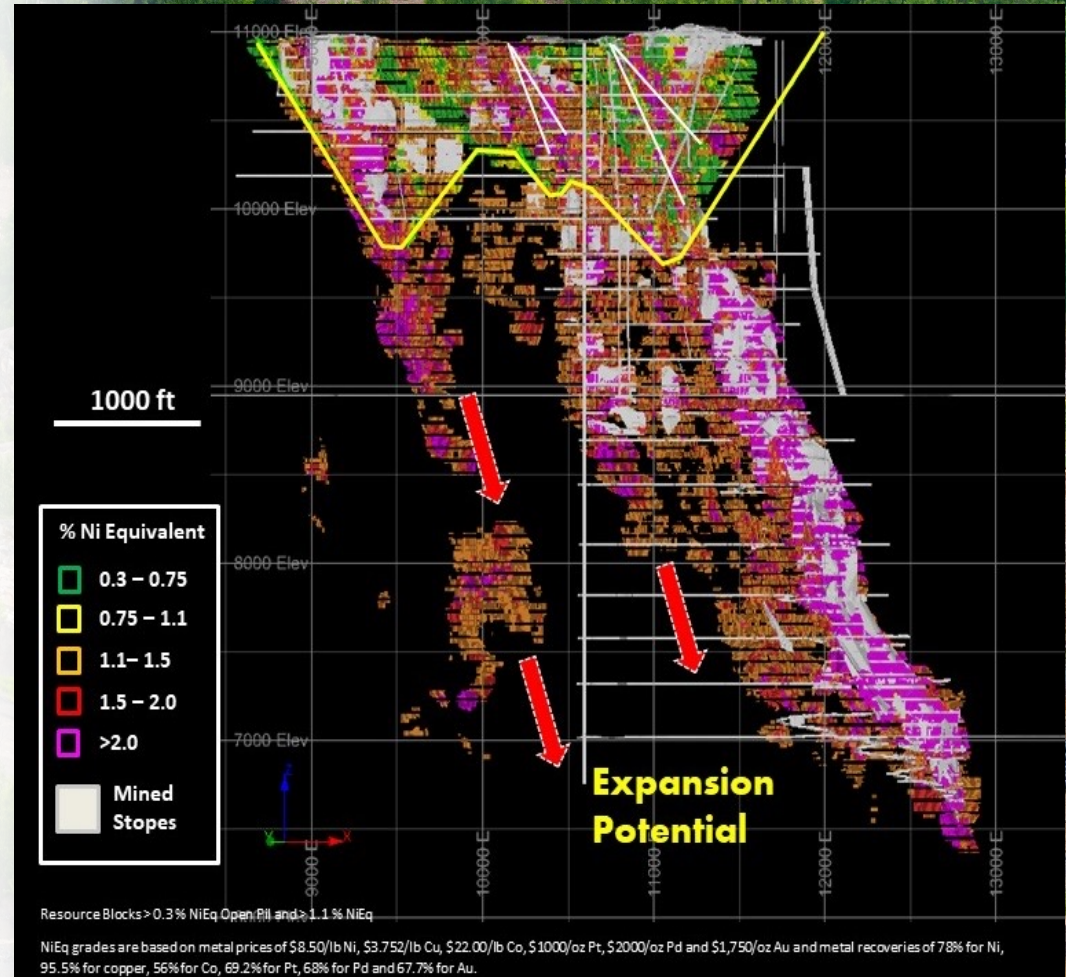 11000 Elev
10000 Elev
9000 Elev
8000 Elev
7000 Elev
12000 E
13000 E
1000 ft
% Ni Equivalent
0.3 – 0.75
0.75 – 1.1
1.1– 1.5
1.5 – 2.0
>2.0
Mined
Stopes
Expansion
Potential
Z
Y
X
9000 E
10000 E
11000 E
12000 E
13000 E
Resource Blocks > 0.3 % NiEq Open Pit and > 1.1 % NiEq
NiEq grades are based on metal prices of $8.50/lb Ni, $3.752/lb Cu, $22.00/lb Co, $1000/oz Pt, $2000/oz Pd and $1,750/oz Au and metal recoveries of 78% for Ni,
95.5% for copper, 56% for Co, 69.2% for Pt, 68% for Pd and 67.7% for Au.